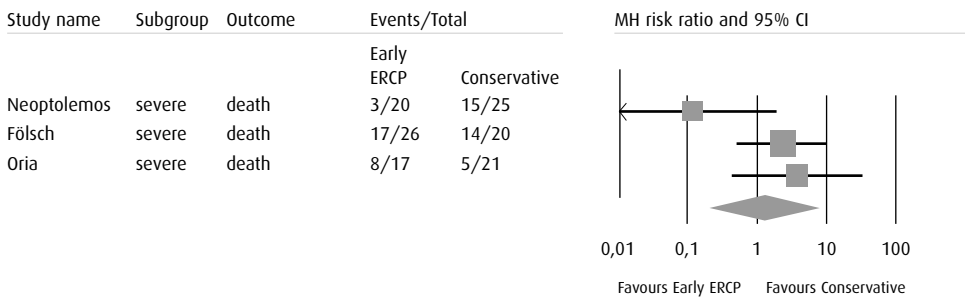 Study name Subgroup Outcome Events/Total MH risk ratio and 95% CI
Early
ERCP Conservative
Neoptolemos severe death 3/20 15/25
Fölsch severe death 17/26 14/20
Oria severe death 8/17 5/21
0,01 0,1 1 10 100
Favours Early ERCP Favours Conservative